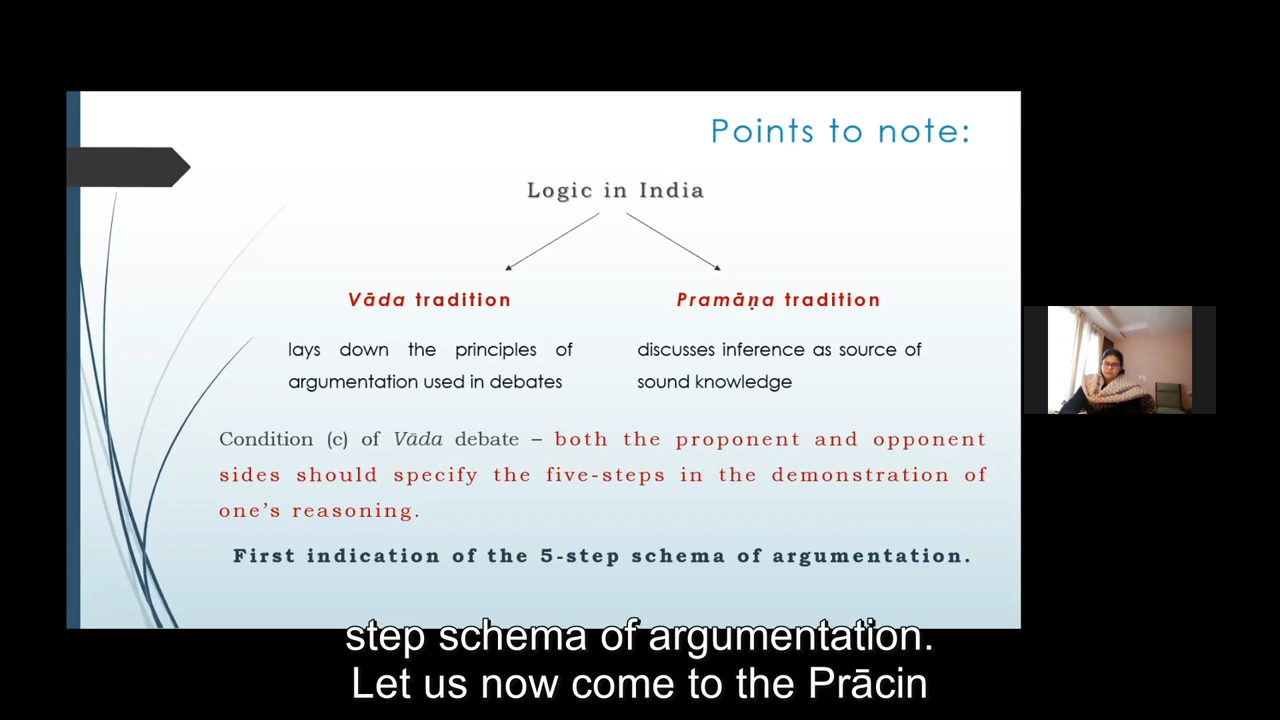 Points to note:
Logic in India
Vāda tradition
Pramāṇa tradition
lays down the principles of
argumentation used in debates
discusses inference as source of
sound knowledge
Condition (c) of Vāda debate – both the proponent and opponent
sides should specify the five-steps in the demonstration of
one's reasoning.
First indication of the 5-step schema of argumentation.
step schema of argumentation.
Let us now come to the Prācin